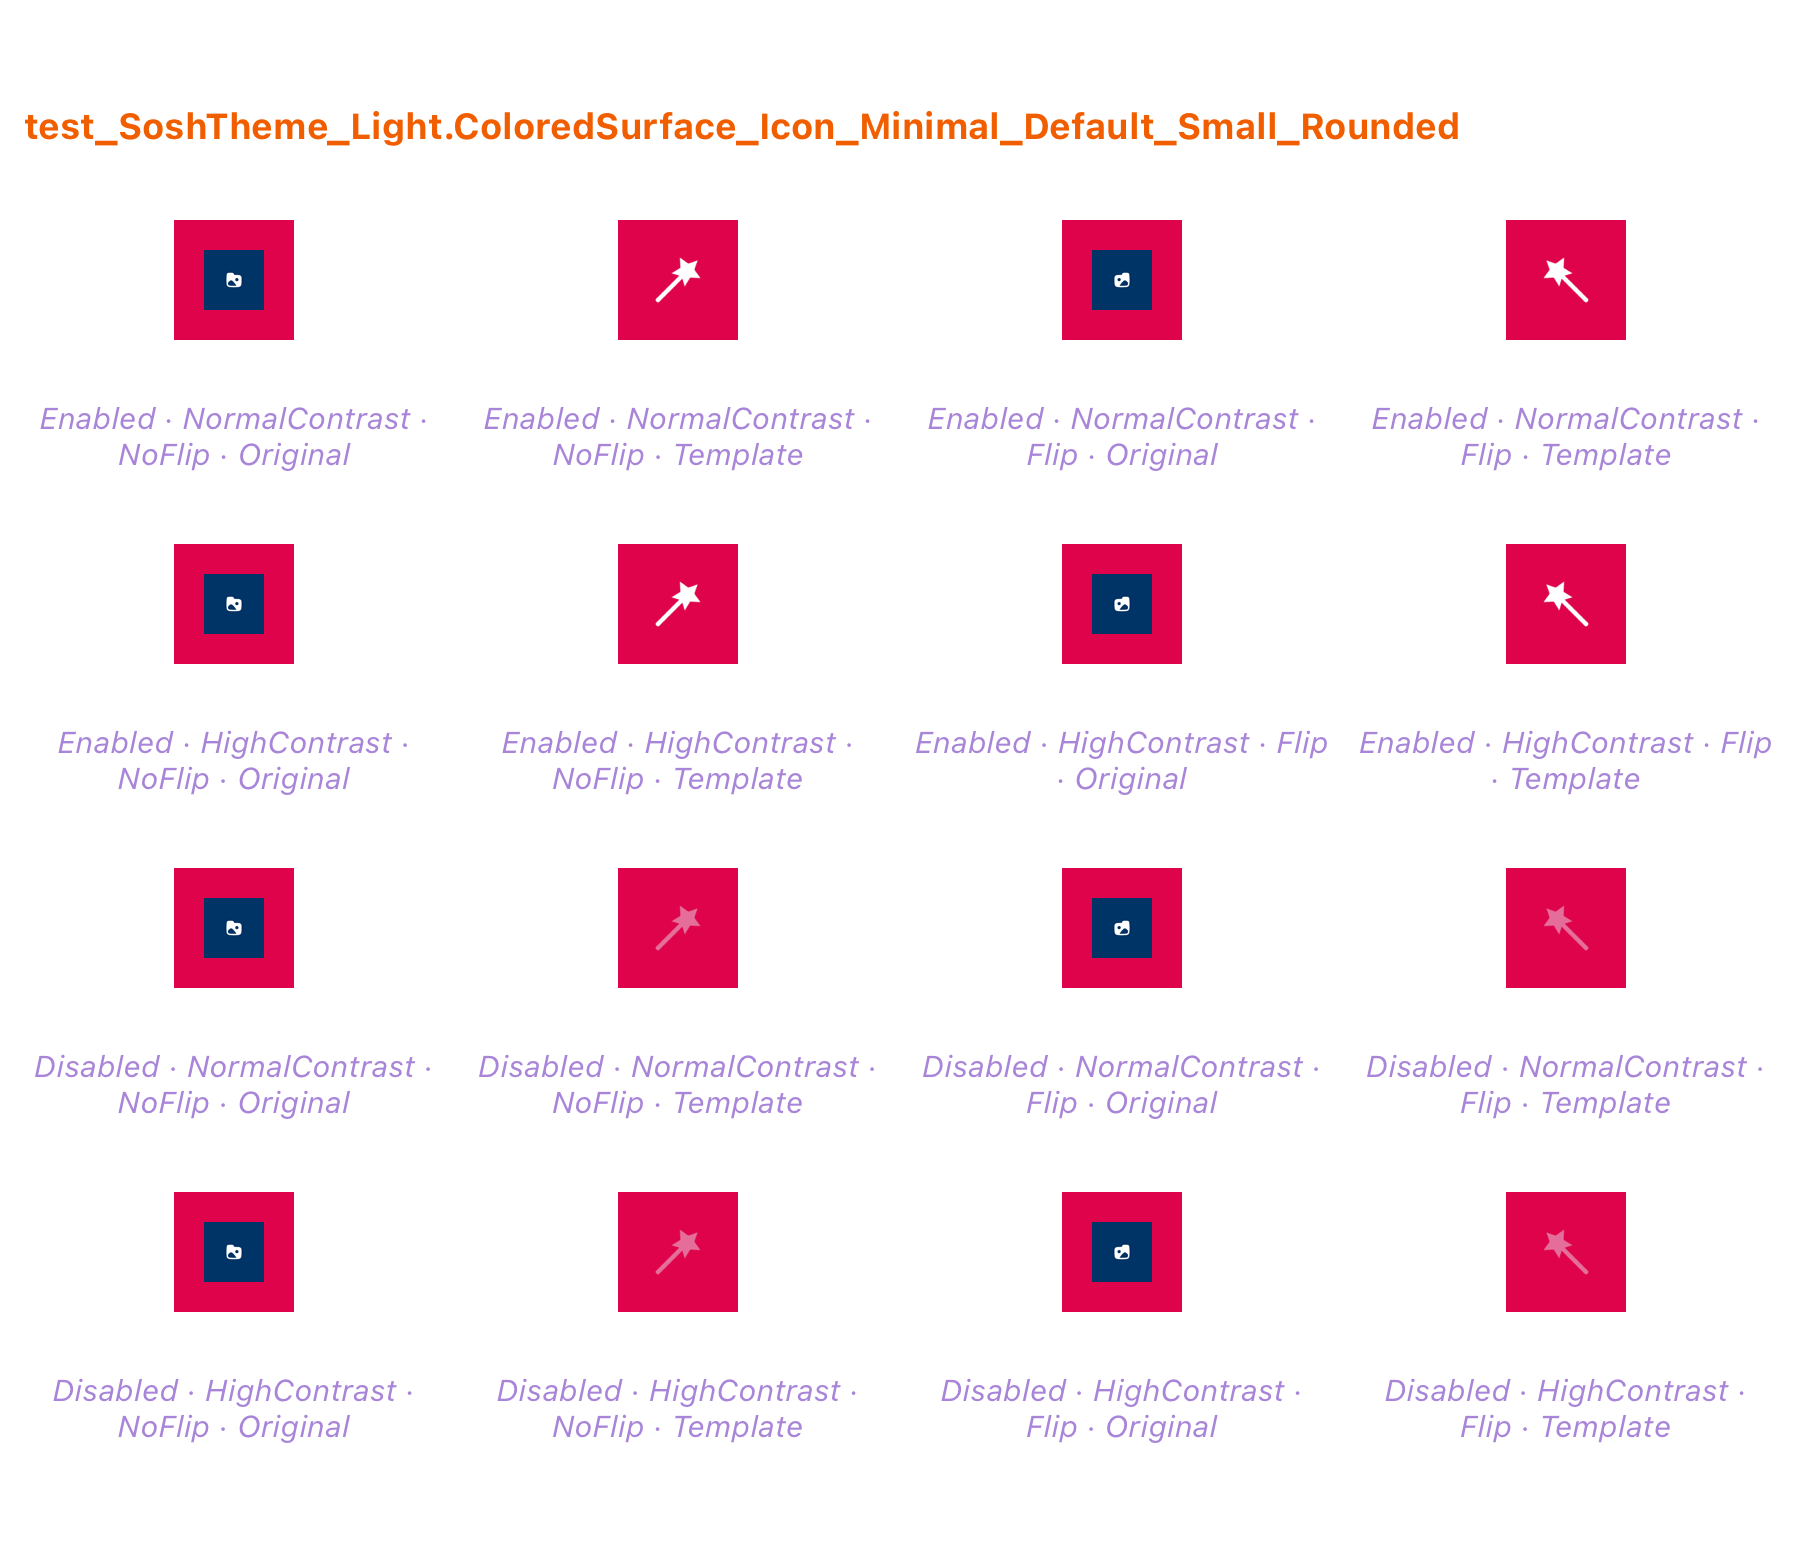 test_SoshTheme_Light.ColoredSurface_Icon_Minimal_Default_Small_Rounded
Enabled · NormalContrast ·
NoFlip · Original
Enabled · NormalContrast ·
NoFlip · Template
Enabled · NormalContrast ·
Flip · Original
Enabled · NormalContrast ·
Flip · Template
Enabled · HighContrast ·
NoFlip · Original
Enabled · HighContrast ·
NoFlip · Template
Enabled · HighContrast · Flip
· Original
Enabled · HighContrast · Flip
· Template
Disabled · NormalContrast ·
NoFlip · Original
Disabled · NormalContrast ·
NoFlip · Template
Disabled · NormalContrast ·
Flip · Original
Disabled · NormalContrast ·
Flip · Template
Disabled · HighContrast ·
NoFlip · Original
Disabled · HighContrast ·
NoFlip · Template
Disabled · HighContrast ·
Flip · Original
Disabled · HighContrast ·
Flip · Template